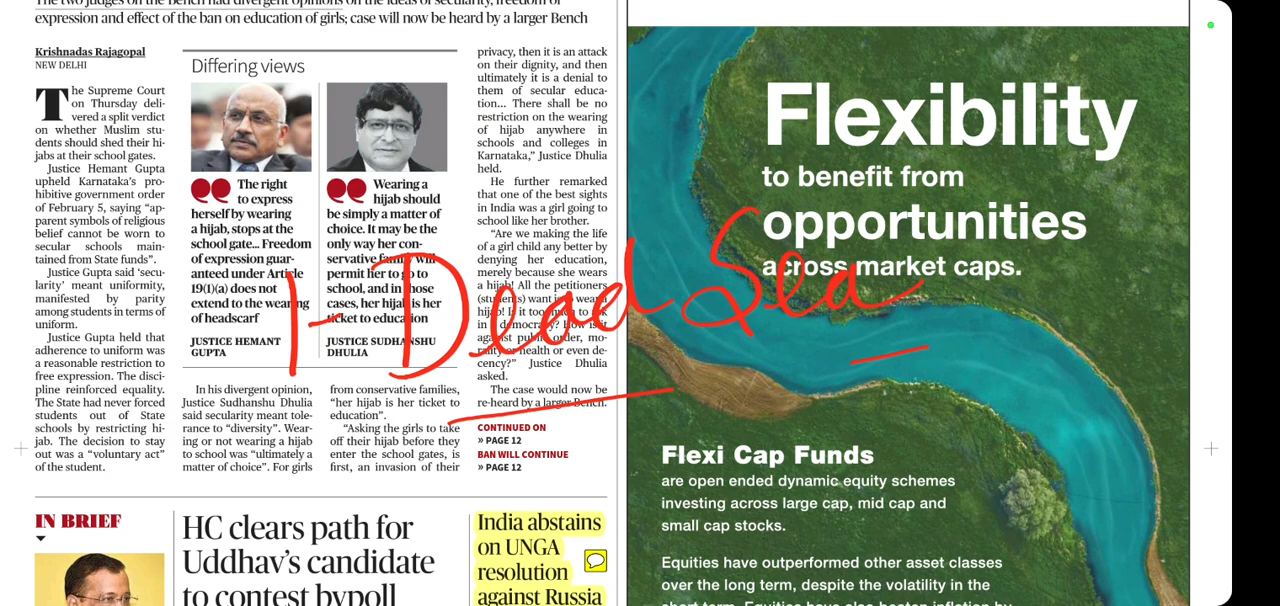 The two judges on the Bench had divergent opinions on the ideas of secularity, freedom of
expression and effect of the ban on education of girls; case will now be heard by a larger Bench
Krishnadas Rajagopal
NEW DELHI
The Supreme Court
on Thursday deli-
vered a split verdict
on whether Muslim stu-
dents should shed their hi-
jabs at their school gates.
Justice Hemant Gupta
upheld Karnataka's pro-
hibitive government order
of February 5, saying "ap-
parent symbols of religious
belief cannot be worn to
secular schools main-
tained from State funds".
Justice Gupta said 'secu-
larity' meant uniformity,
manifested by parity
among students in terms of
uniform.
Justice Gupta held that
adherence to uniform was
a reasonable restriction to
free expression. The disci-
pline reinforced equality.
The State had never forced
students out of State
schools by restricting hi-
jab. The decision to stay
out was a "voluntary act"
of the student.
Differing views
The right
to express
herself by wearing
a hijab, stops at the
school gate... Freedom
of expression guar-
anteed under Article
19(1)(a) does not
extend to the wearing
of headscarf
JUSTICE HEMANT
GUPTA
Wearing a
hijab should
be simply a matter of
choice. It may be the
only way her con-
servative family will
permit her to go to
school, and in those
cases, her hijab is her
ticket to education
JUSTICE SUDHANSHU
DHULIA
In his divergent opinion,
Justice Sudhanshu Dhulia
said secularity meant tole-
rance to "diversity". Wear-
ing or not wearing a hijab
to school was "ultimately a
matter of choice". For girls
from conservative families,
"her hijab is her ticket to
education".
"Asking the girls to take
off their hijab before they
enter the school gates, is
first, an invasion of their
privacy, then it is an attack
on their dignity, and then
ultimately it is a denial to
them of secular educa-
tion... There shall be no
restriction on the wearing
of hijab anywhere in
schools and colleges in
Karnataka," Justice Dhulia
held.
He further remarked
that one of the best sights
in India was a girl going to
school like her brother.
"Are we making the life
of a girl child any better by
denying her education,
merely because she wears
a hijab! All the petitioners
(students) want is to wear a
hijab! Is it too much to ask
in a democracy? How is it
against public order, mo-
rality or health or even de-
cency?" Justice Dhulia
asked.
The case would now be
re-heard by a larger Bench.
CONTINUED ON
» PAGE 12
BAN WILL CONTINUE
» PAGE 12
1- Dead Sea
IN BRIEF
HC clears path for
Uddhav's candidate
to contest bypoll
India abstains
on UNGA
resolution
against Russia
Flexibility
to benefit from
opportunities
across market caps.
Flexi Cap Funds
are open ended dynamic equity schemes
investing across large cap, mid cap and
small cap stocks.
Equities have outperformed other asset classes
over the long term, despite the volatility in the
short term. Equities have also beaten inflation by